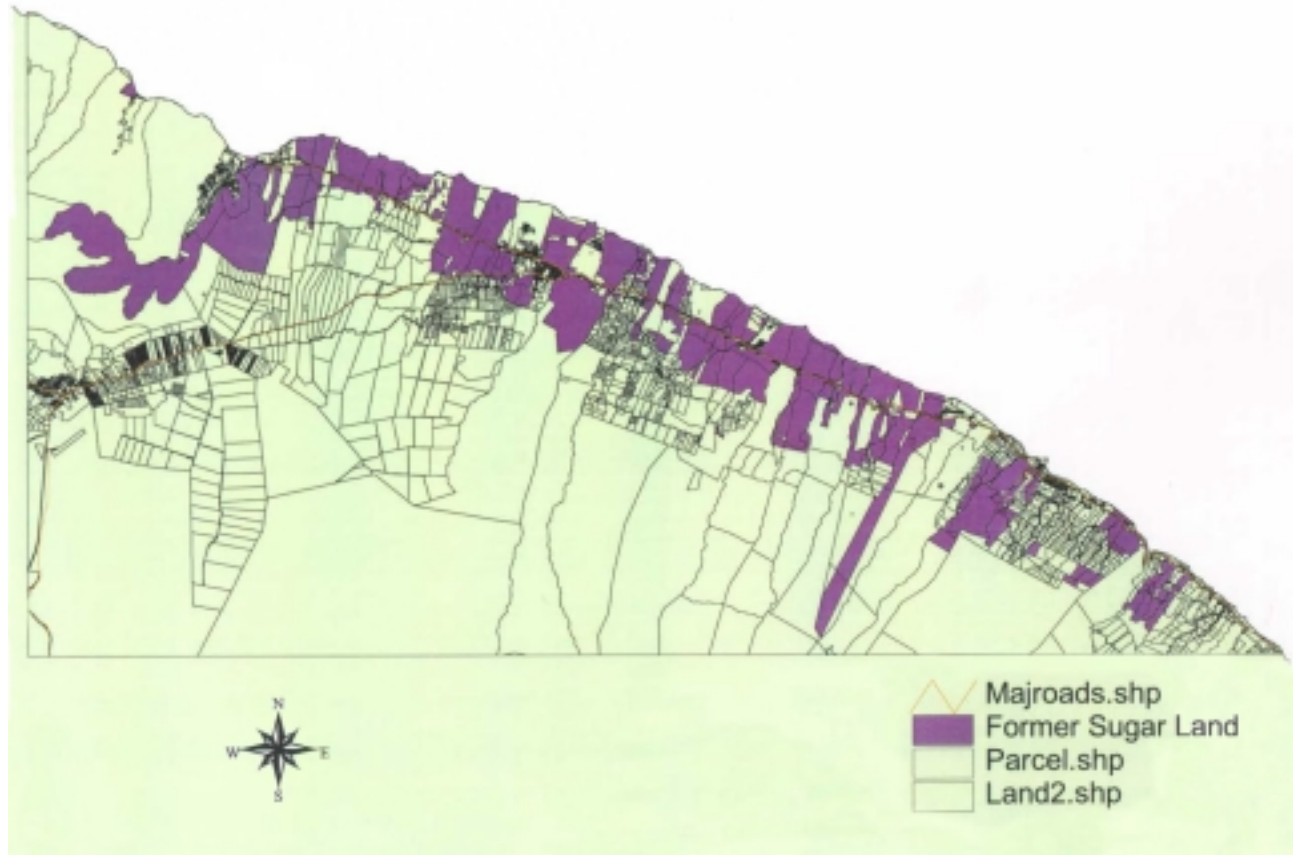 N
W E
S
Majroads.shp
Former Sugar Land
Parcel.shp
Land2.shp